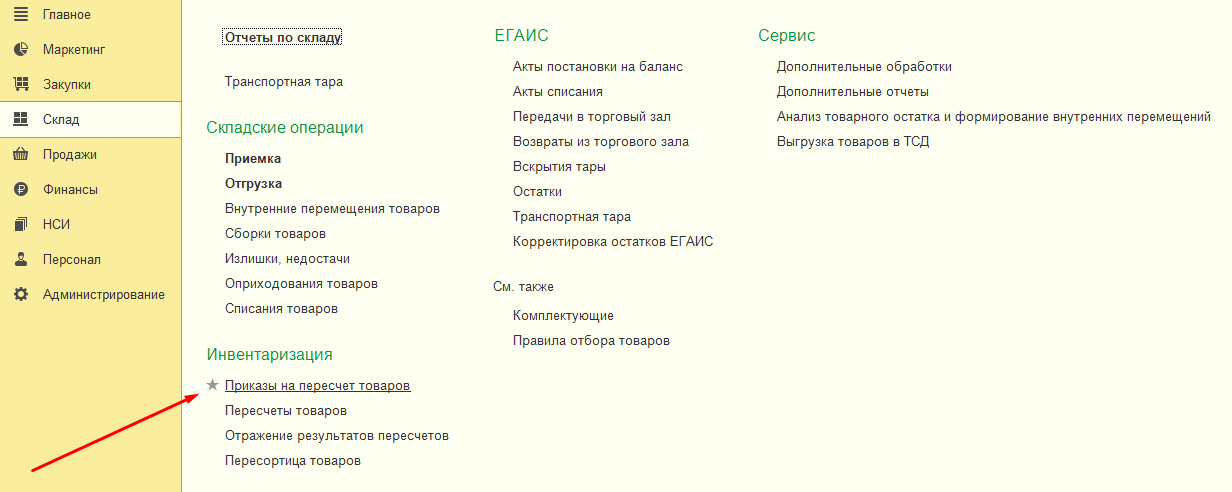 Главное
Маркетинг
Закупки
Склад
Продажи
Финансы
НСИ
Персонал
Администрирование
Отчеты по складу
Транспортная тара
Складские операции
Приемка
Отгрузка
Внутренние перемещения товаров
Сборки товаров
Излишки, недостачи
Оприходования товаров
Списания товаров
Инвентаризация
Приказы на пересчет товаров
Пересчеты товаров
Отражение результатов пересчетов
Пересортица товаров
ЕГАИС
Акты постановки на баланс
Акты списания
Передачи в торговый зал
Возвраты из торгового зала
Вскрытия тары
Остатки
Транспортная тара
Корректировка остатков ЕГАИС
См. также
Комплектующие
Правила отбора товаров
Сервис
Дополнительные обработки
Дополнительные отчеты
Анализ товарного остатка и формирование внутренних перемещений
Выгрузка товаров в ТСД